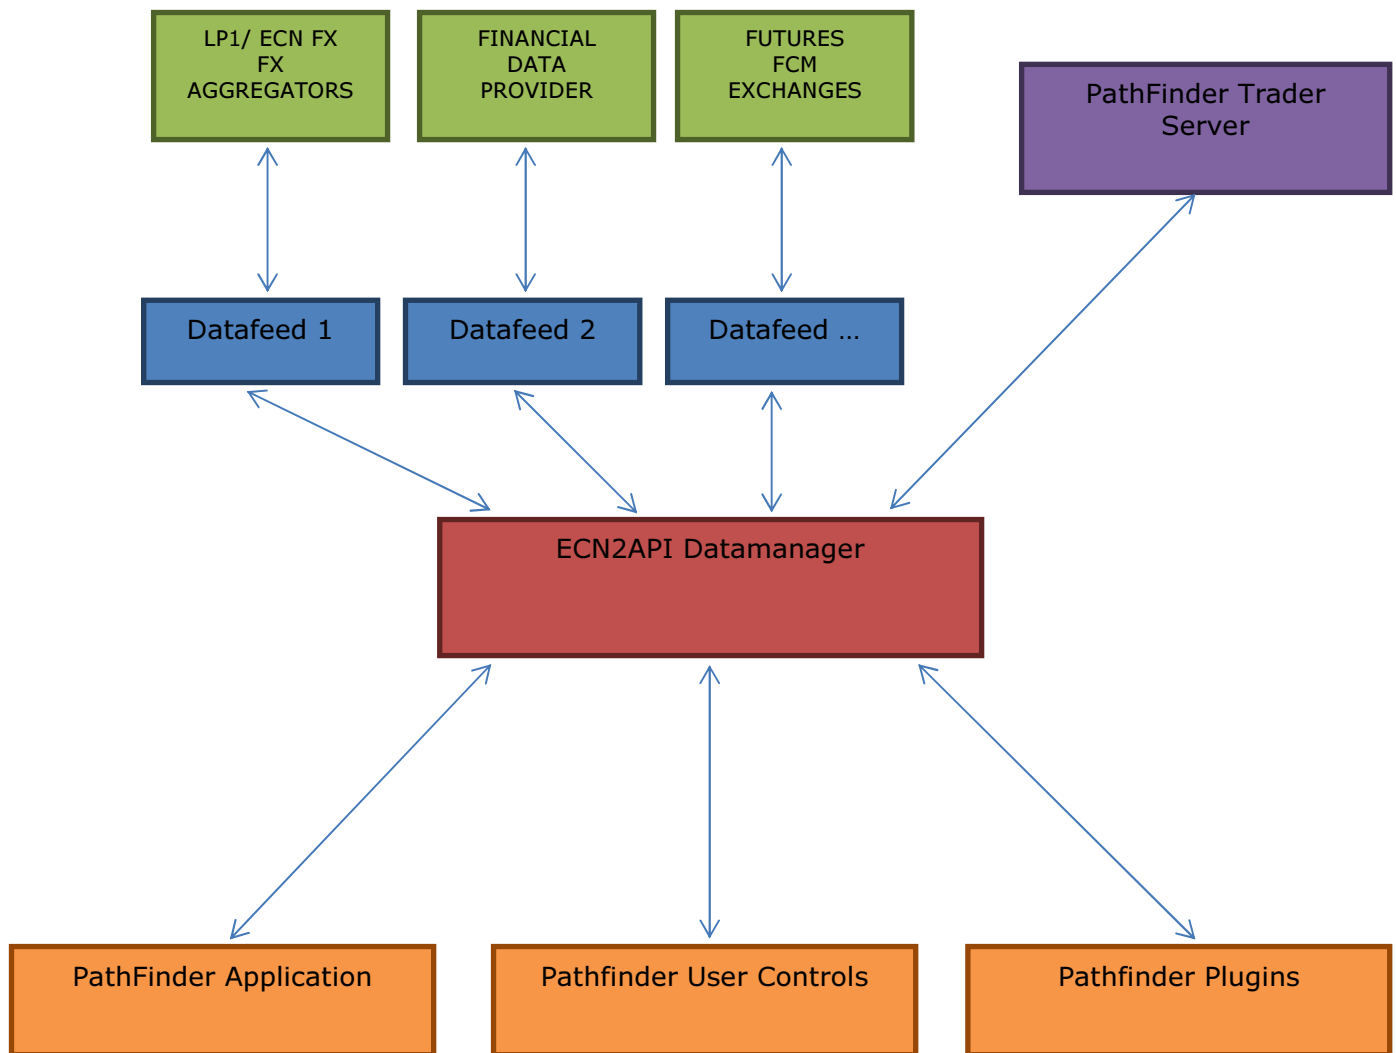 LP1/ ECN FX
FX
AGGREGATORS
FINANCIAL
DATA
PROVIDER
FUTURES
FCM
EXCHANGES
PathFinder Trader
Server
Datafeed 1
Datafeed 2
Datafeed ...
ECN2API Datamanager
PathFinder Application
Pathfinder User Controls
Pathfinder Plugins